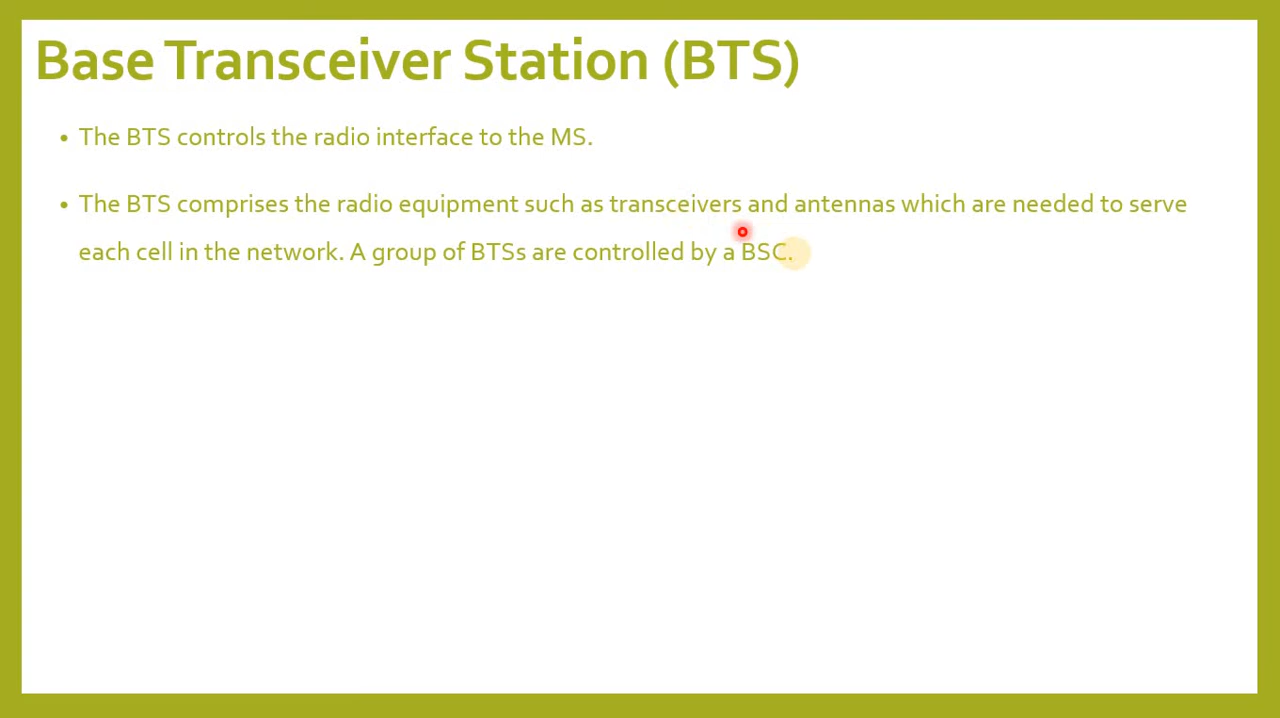 Base Transceiver Station (BTS)
• The BTS controls the radio interface to the MS.
• The BTS comprises the radio equipment such as transceivers and antennas which are needed to serve
each cell in the network. A group of BTSs are controlled by a BSC.